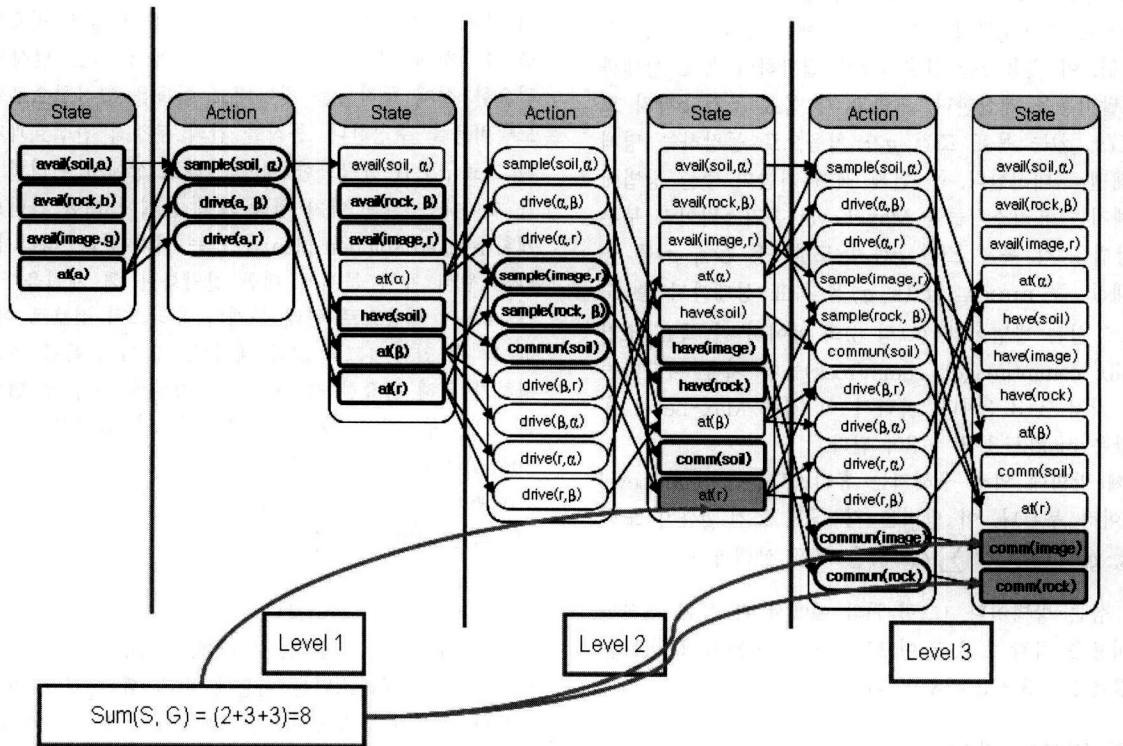 State
avail(soil,a)
avail(rock,b)
avail(image,g)
at(a)
Action
sample(soil, α)
drive(a, β)
drive(a,r)
State
avail(soil, α)
avail(rock, β)
avail(image,r)
at(α)
have(soil)
at(β)
at(r)
Action
sample(soil,α)
drive(α,β)
drive(α,r)
sample(image,r)
sample(rock, β)
commun(soil)
drive(β,r)
drive(β,α)
drive(r,α)
drive(r,β)
State
avail(soil,α)
avail(rock,β)
avail(image,r)
at(α)
have(soil)
have(image)
have(rock)
at(β)
comm(soil)
at(r)
Action
sample(soil,α)
drive(α,β)
drive(α,r)
sample(image,r)
sample(rock, β)
commun(soil)
drive(β,r)
drive(β,α)
drive(r,α)
drive(r,β)
commun(image)
commun(rock)
State
avail(soil,α)
avail(rock,β)
avail(image,r)
at(α)
have(soil)
have(image)
have(rock)
at(β)
comm(soil)
at(r)
comm(image)
comm(rock)
Level 1
Level 2
Level 3
Sum(S, G) = (2+3+3)=8